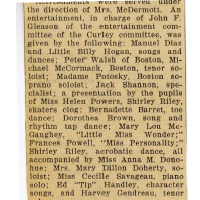 Refreshments were served under
the direction of Mrs. McDermott. An
entertainment, in charge of John F.
Gleason of the entertainment com-
mittee of the Curley committee, was
given by the following: Manuel Diaz
and Little Billy Hogan, songs and
dances; Peter Walsh of Boston, Mi-
chael McCormack, Boston, tenor so-
loist; Madame Potosky, Boston so-
prano soloist; Jack Shannon, spe-
cialist; a presentation by the pupils
of Miss Helen Powers, Shirley Riley,
skaters clog; Bernadette Barret, toe
dance; Dorothea Brown, song and
rhythm tap dance; Mary Lou Mc-
Gaughey, "Little Miss Wonder;"
Frances Powell, "Miss Personality;"
Shirley Riley, acrobatic dance, all
accompanied by Miss Anna M. Dono-
hue; Mrs. Mary Dillon Doherty, so-
loist; Miss Cecille Savageau, piano
solo; Ed "Tip" Handley, character
songs, and Harvey Gendreau, tenor